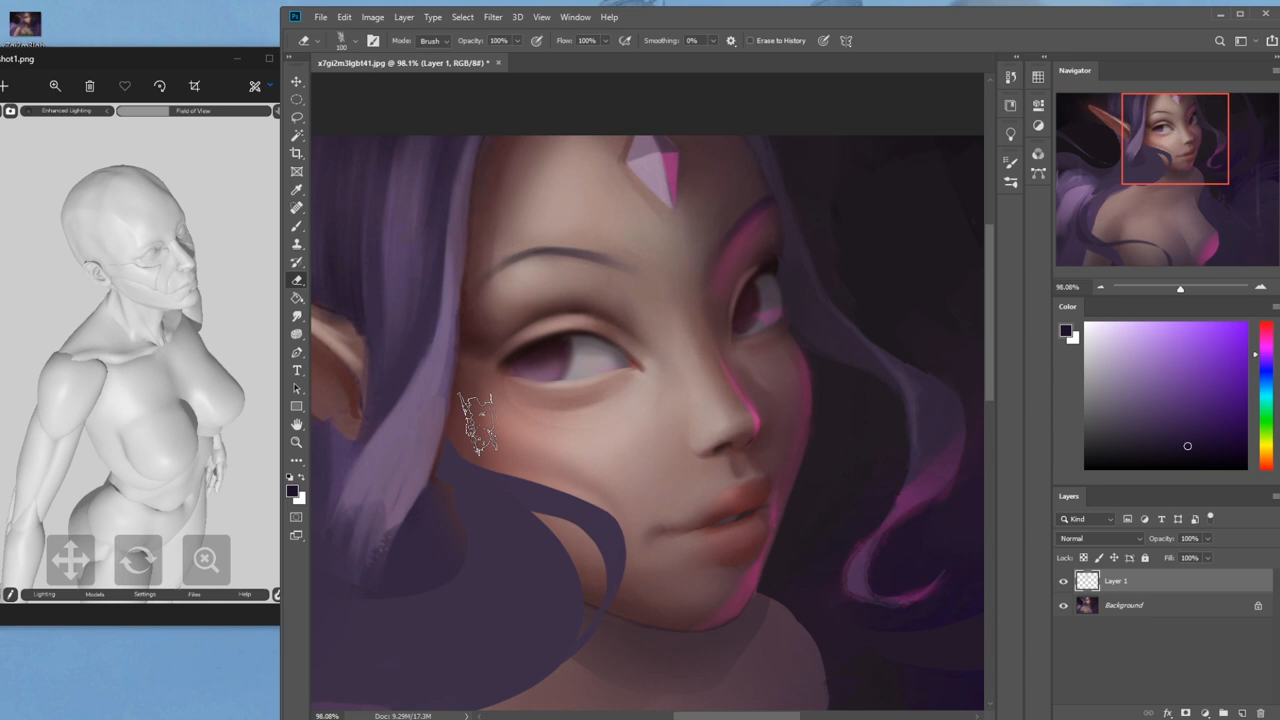 shot1.png
Enhanced Lighting
Field of View
Lighting
Models
Settings
Files
Help
File
Edit
Image
Layer
Type
Select
Filter
3D
View
Window
Help
100
Mode:
Brush
Opacity:
100%
Flow:
100%
Smoothing:
0%
Erase to History
x7gi2m3lgbt41.jpg @ 98.1% (Layer 1, RGB/8#) *
98.08%
Doc: 9.29M/17.3M
Navigator
98.08%
Color
Layers
Kind
Normal
Opacity:
100%
Lock:
Fill:
100%
Layer 1
Background